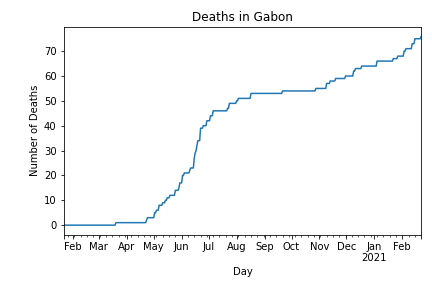 Deaths in Gabon
Number of Deaths
70
60
50
40
30
20
10
0
Feb Mar Apr May Jun Jul Aug Sep Oct Nov Dec Jan Feb
2021
Day